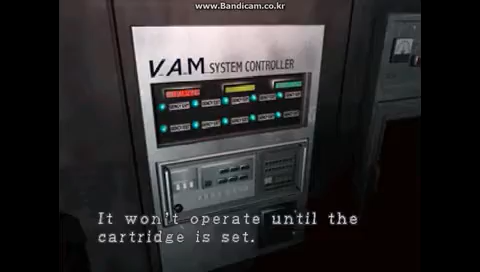 www.Bandicam.co.kr
V.A.M. SYSTEM CONTROLLER
It won't operate until the
cartridge is set.